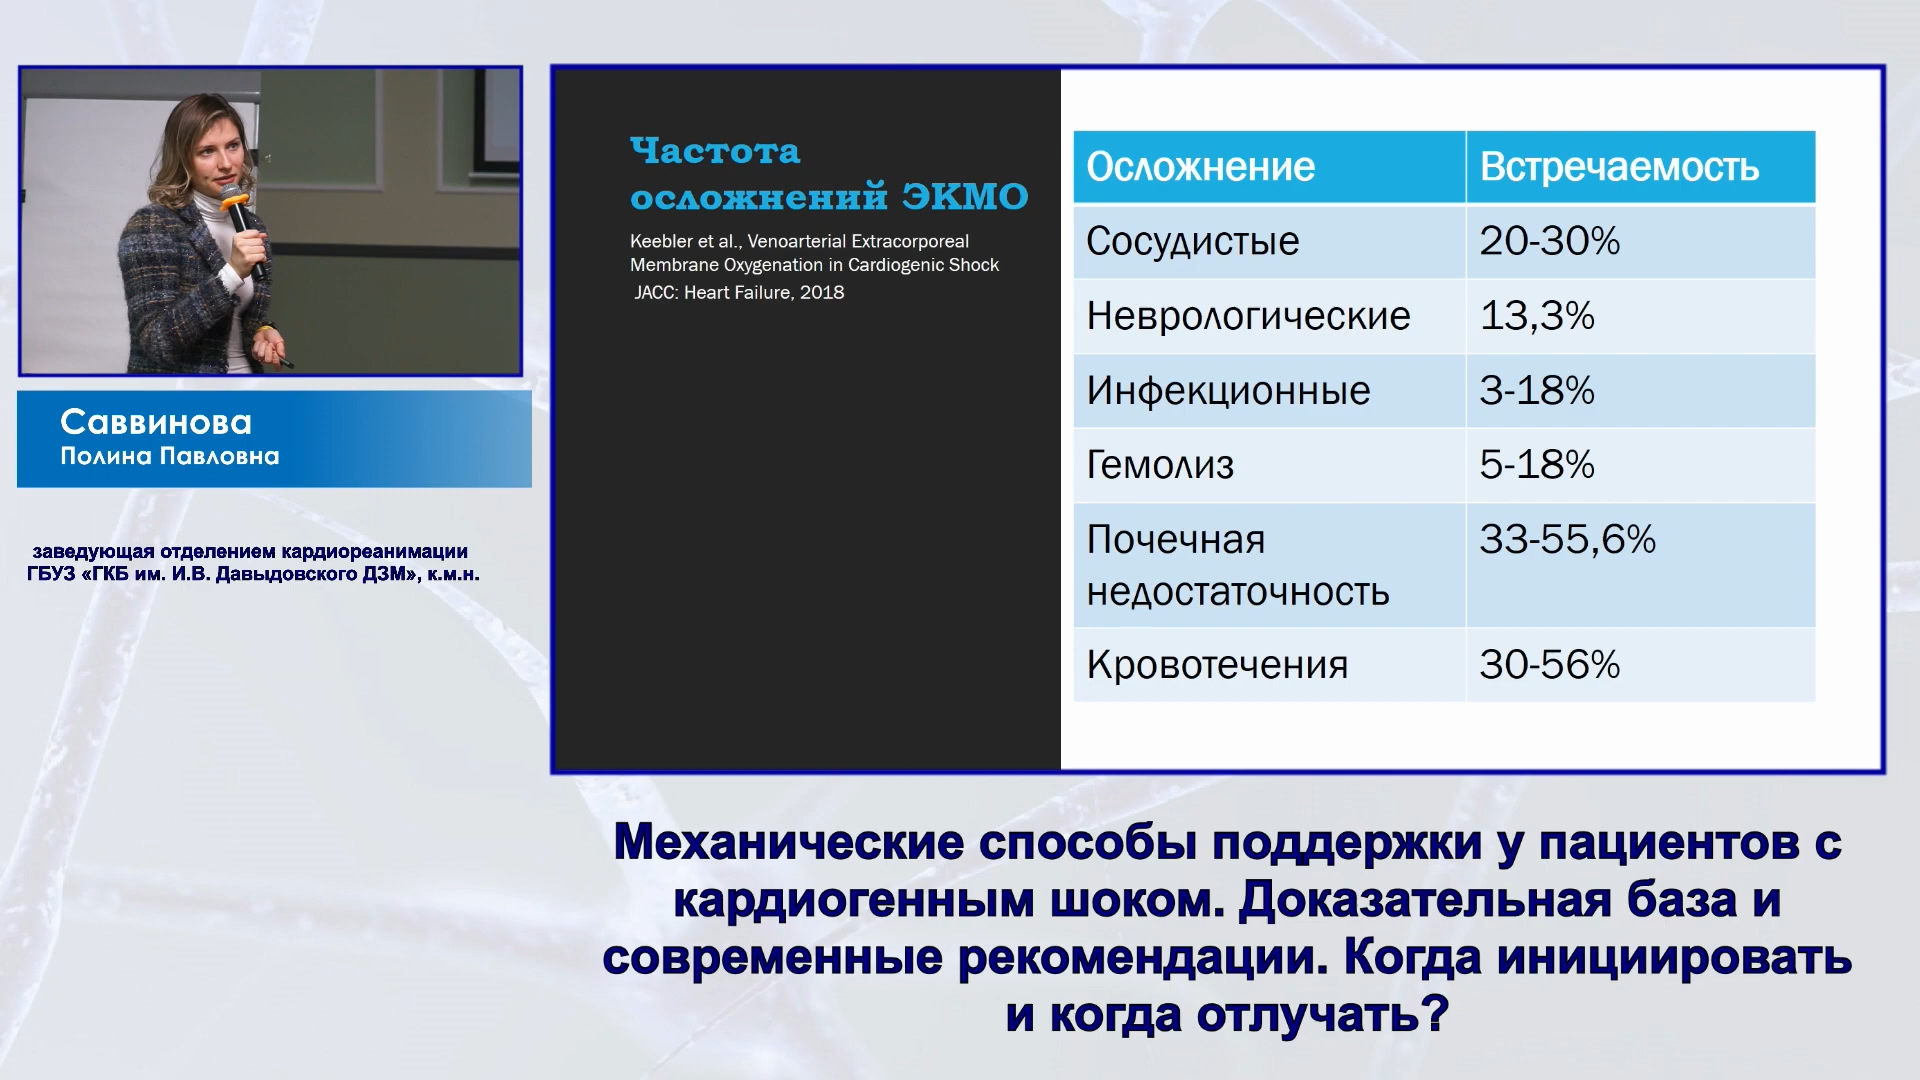 Саввинова
Полина Павловна
заведующая отделением кардиореанимации
ГБУЗ «ГКБ им. И.В. Давыдовского ДЗМ», к.м.н.
Частота
осложнений ЭКМО
Keebler et al., Venoarterial Extracorporeal
Membrane Oxygenation in Cardiogenic Shock
JACC: Heart Failure, 2018
Осложнение Встречаемость
Сосудистые 20-30%
Неврологические 13,3%
Инфекционные 3-18%
Гемолиз 5-18%
Почечная 33-55,6%
недостаточность
Кровотечения 30-56%
Механические способы поддержки у пациентов с
кардиогенным шоком. Доказательная база и
современные рекомендации. Когда инициировать
и когда отлучать?